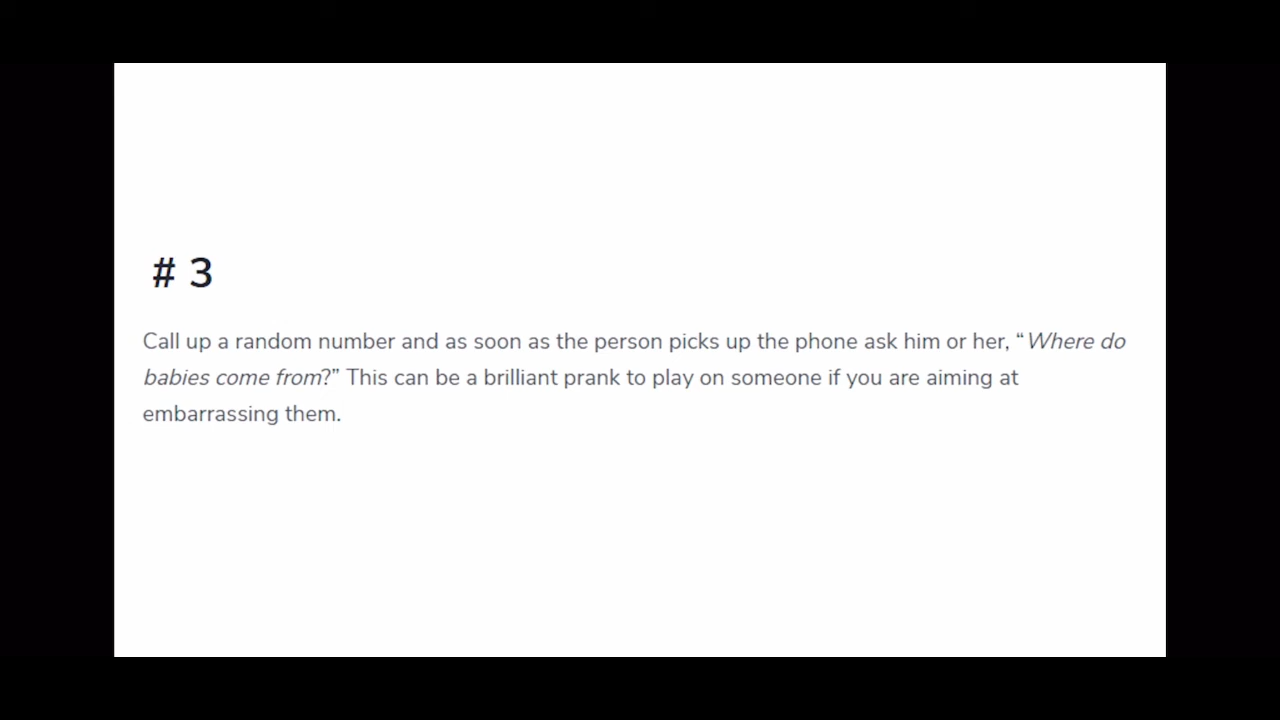 # 3
Call up a random number and as soon as the person picks up the phone ask him or her, “Where do
babies come from?” This can be a brilliant prank to play on someone if you are aiming at
embarrassing them.